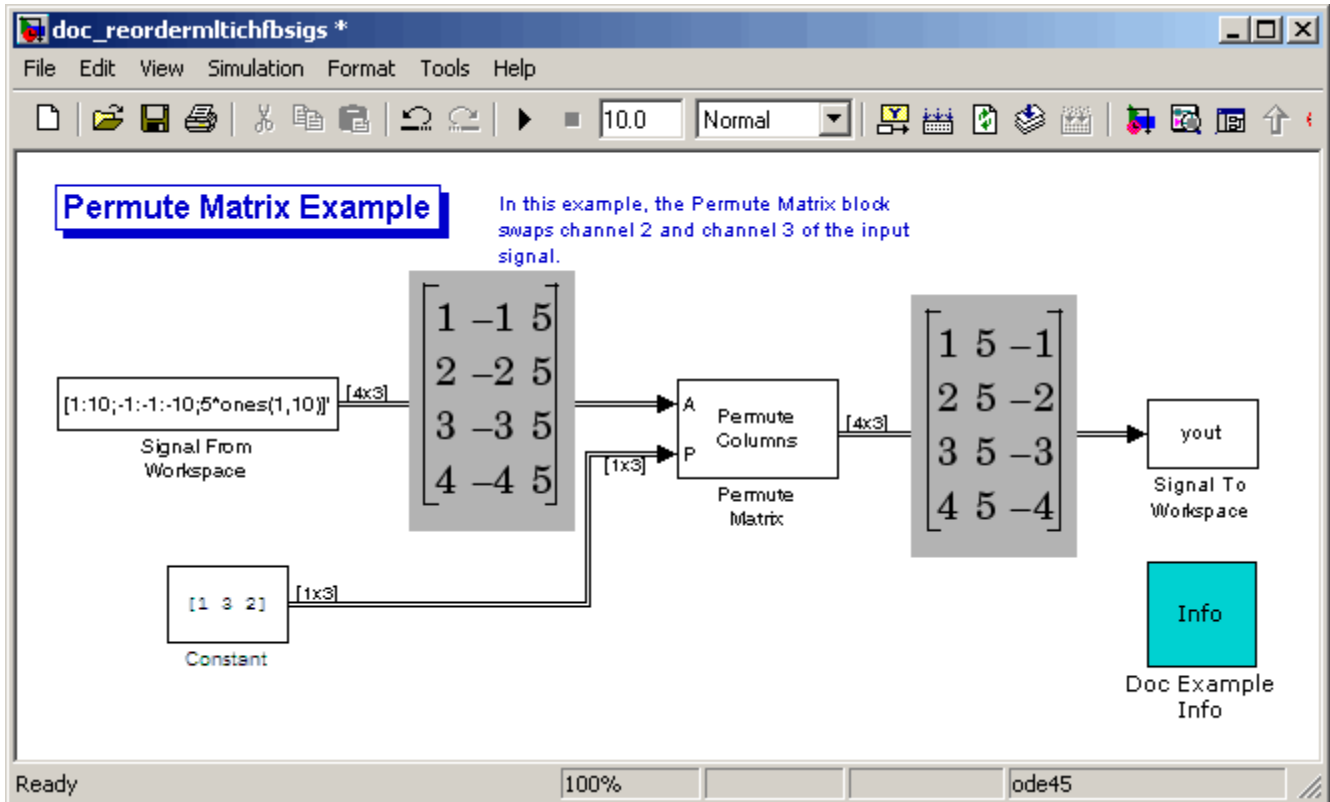 doc_reordermltichfbsigs *
File Edit View Simulation Format Tools Help
10.0 Normal
Permute Matrix Example
In this example, the Permute Matrix block
swaps channel 2 and channel 3 of the input
signal.
[1:10;-1:-1:-10;5*ones(1,10)]'
Signal From
Workspace
[4x3]
1 −1 5
2 −2 5
3 −3 5
4 −4 5
[1x3]
A
P
Permute
Columns
Permute
Matrix
[4x3]
1 5 −1
2 5 −2
3 5 −3
4 5 −4
yout
Signal To
Workspace
[1 3 2]
[1x3]
Constant
Info
Doc Example
Info
Ready 100% ode45